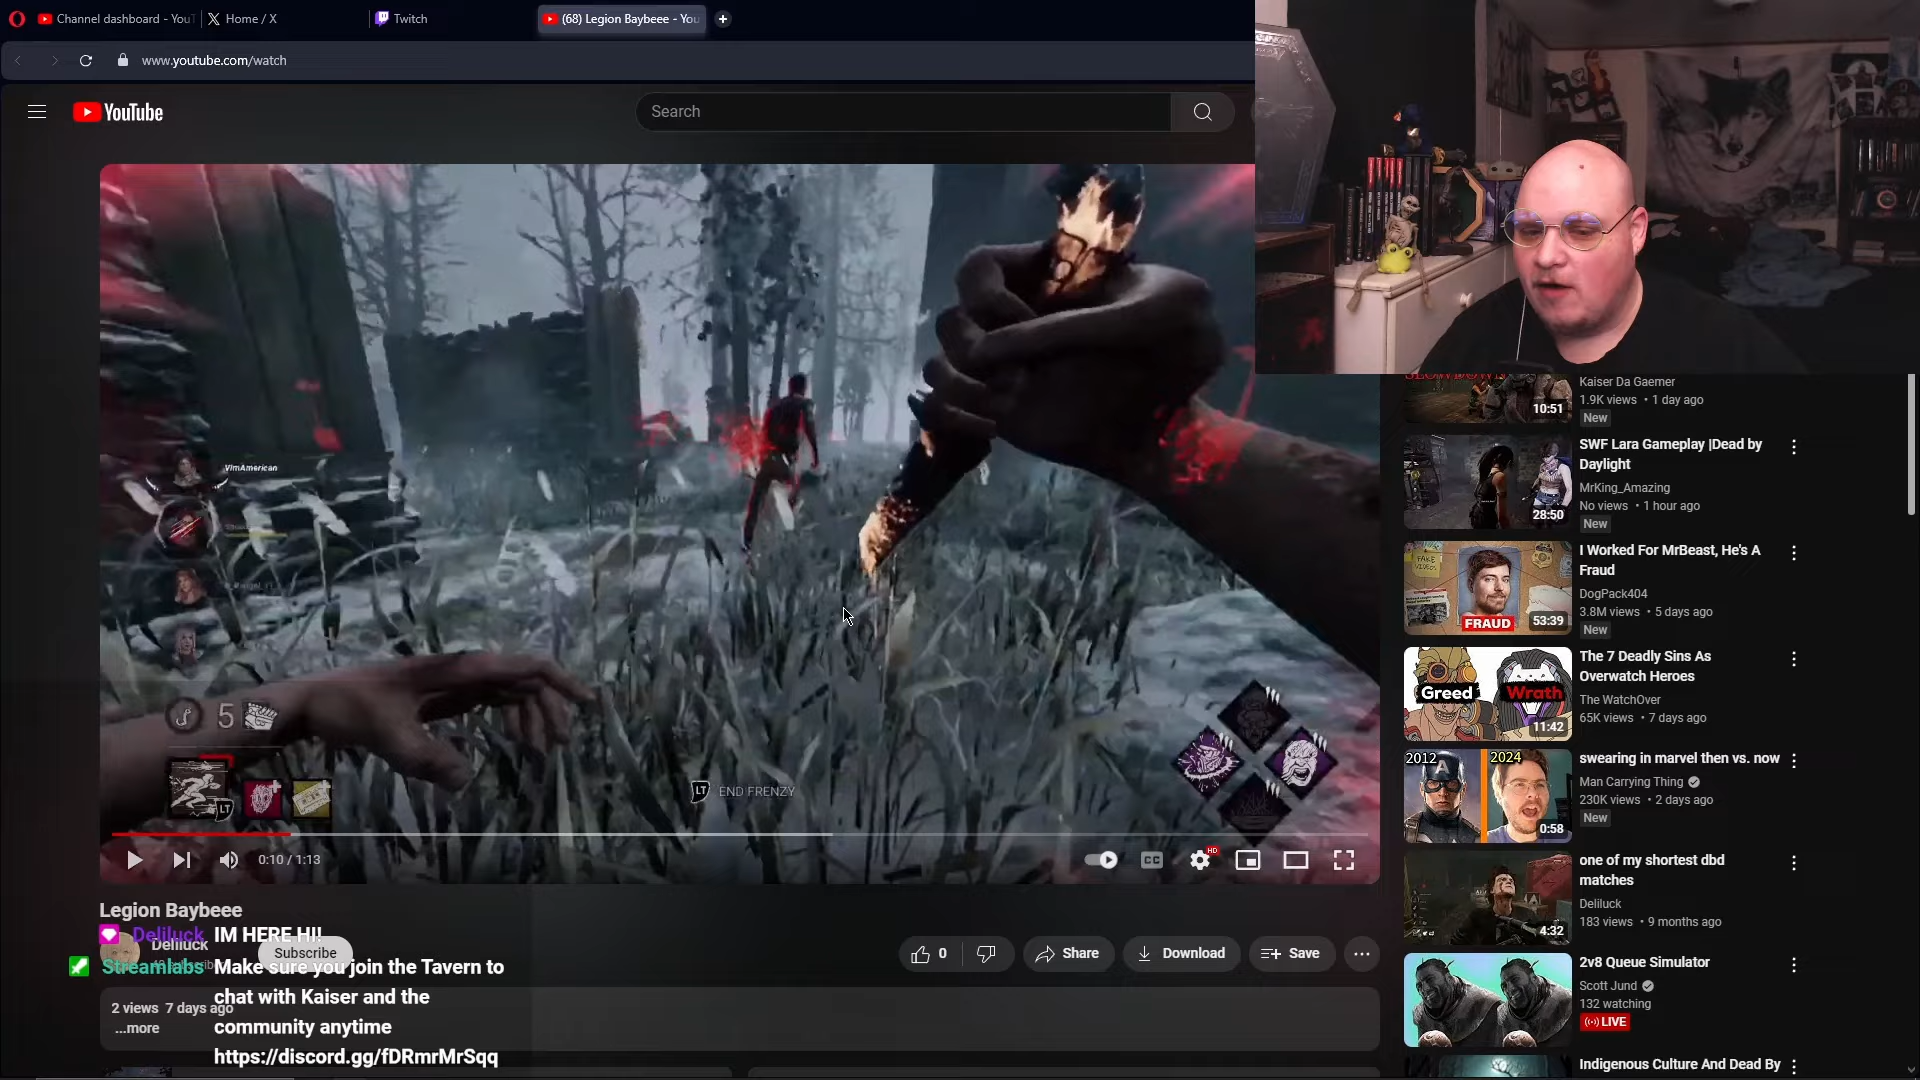 Channel dashboard - YouT
Home / X
Twitch
(68) Legion Baybeee - You
www.youtube.com/watch
YouTube
Search
VimAmerican
5
LT
LT END FRENZY
0:10 / 1:13
CC
HD
Legion Baybeee
Deliluck
Subscribe
0
Share
Download
Save
2 views 7 days ago
...more
Deliluck IM HERE HI!
Streamlabs Make sure you join the Tavern to
chat with Kaiser and the
community anytime
https://discord.gg/fDRmrMrSqq
10:51
Kaiser Da Gaemer
1.9K views • 1 day ago
New
28:50
SWF Lara Gameplay |Dead by
Daylight
MrKing_Amazing
No views • 1 hour ago
New
FAKE
VIDEOS
FRAUD
53:39
I Worked For MrBeast, He's A
Fraud
DogPack404
3.8M views • 5 days ago
New
Greed
Wrath
11:42
The 7 Deadly Sins As
Overwatch Heroes
The WatchOver
65K views • 7 days ago
2012
2024
0:58
swearing in marvel then vs. now
Man Carrying Thing
230K views • 2 days ago
New
4:32
one of my shortest dbd
matches
Deliluck
183 views • 9 months ago
2v8 Queue Simulator
Scott Jund
132 watching
LIVE
Indigenous Culture And Dead By